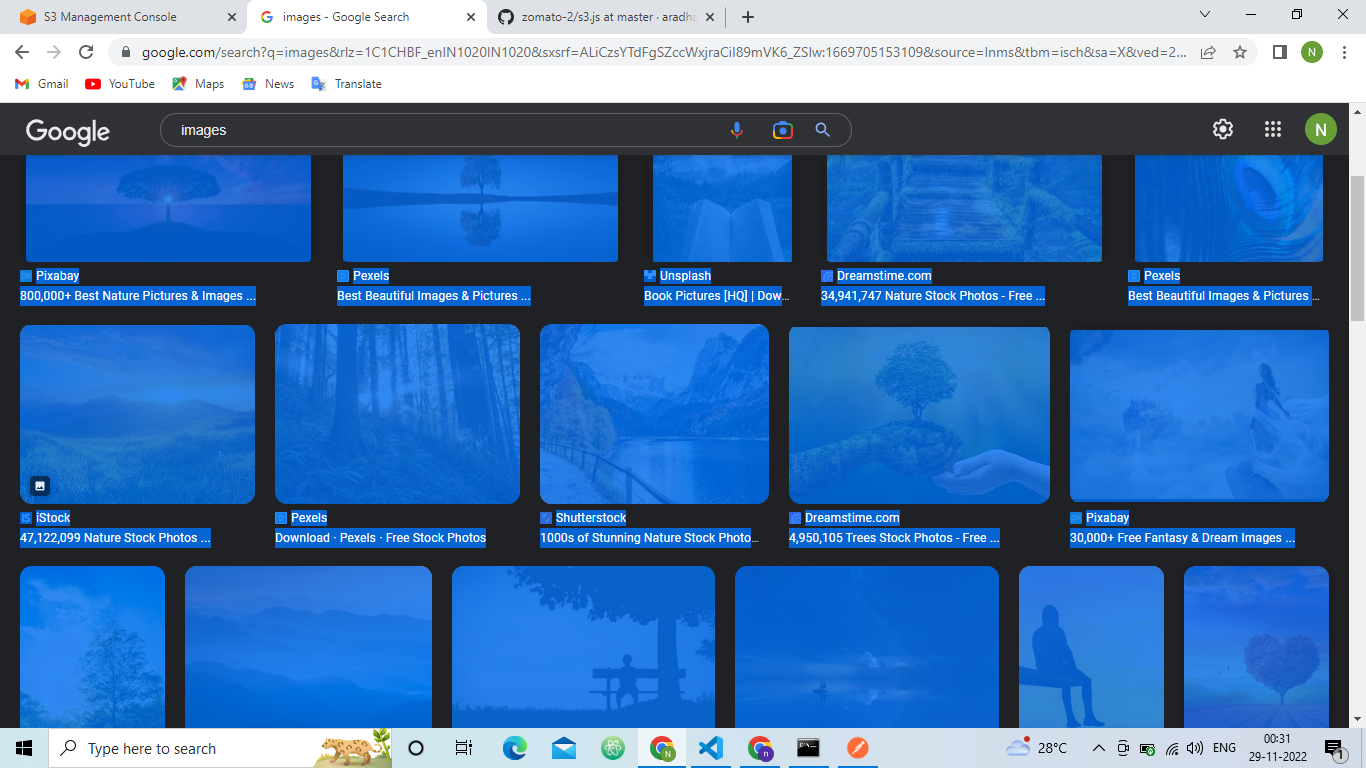 S3 Management Console
images - Google Search
zomato-2/s3.js at master · aradha
google.com/search?q=images&rlz=1C1CHBF_enIN1020IN1020&sxsrf=ALiCzsYTdFgSZccWxjraCiI89mVK6_ZSlw:1669705153109&source=lnms&tbm=isch&sa=X&ved=2...
N
Gmail
YouTube
Maps
News
Translate
Google
images
N
Pixabay
Pexels
Unsplash
Dreamstime.com
Pexels
800,000+ Best Nature Pictures & Images ...
Best Beautiful Images & Pictures ...
Book Pictures [HQ] | Dow...
34,941,747 Nature Stock Photos - Free ...
Best Beautiful Images & Pictures ...
iStock
Pexels
Shutterstock
Dreamstime.com
Pixabay
47,122,099 Nature Stock Photos ...
Download · Pexels · Free Stock Photos
1000s of Stunning Nature Stock Photo...
4,950,105 Trees Stock Photos - Free ...
30,000+ Free Fantasy & Dream Images ...
Type here to search
28°C
ENG
00:31
29-11-2022
1